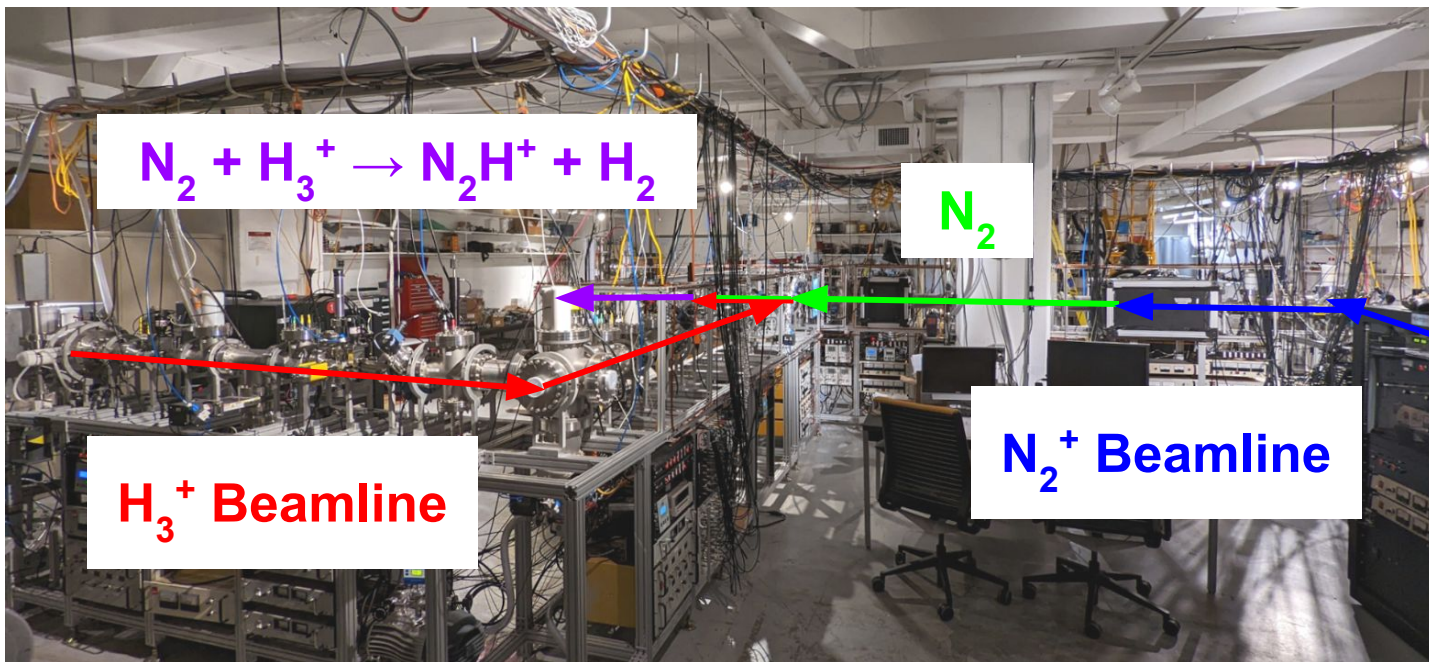 N₂ + H₃⁺ → N₂H⁺ + H₂
N₂
N₂⁺ Beamline
H₃⁺ Beamline